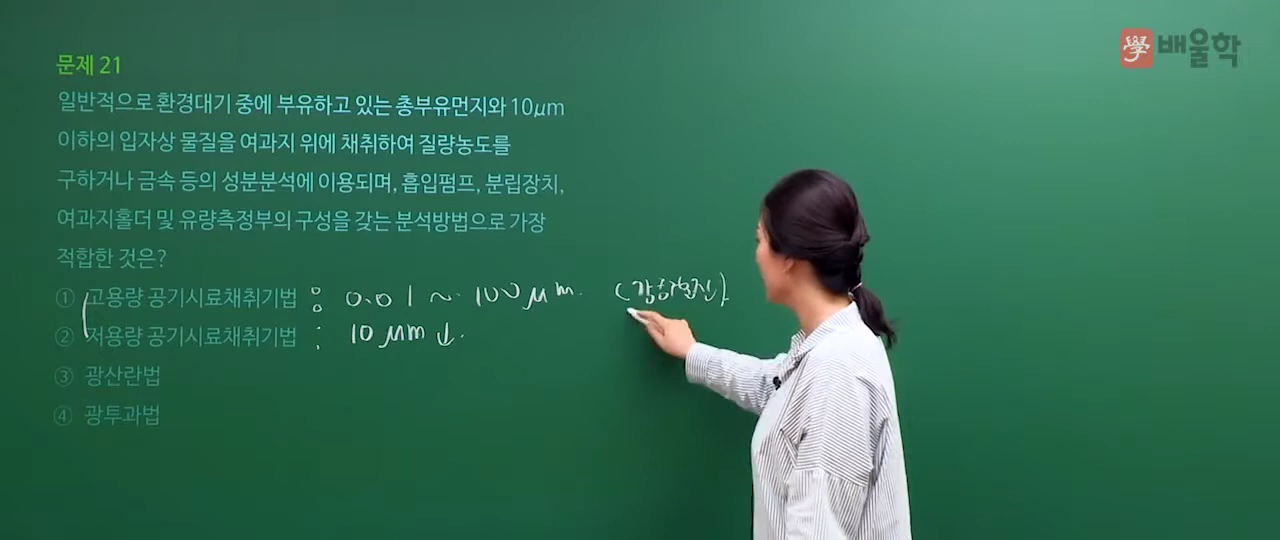 學 배울학
문제 21
일반적으로 환경대기 중에 부유하고 있는 총부유먼지와 10μm
이하의 입자상 물질을 여과지 위에 채취하여 질량농도를
구하거나 금속 등의 성분분석에 이용되며, 흡입펌프, 분립장치,
여과지홀더 및 유량측정부의 구성을 갖는 분석방법으로 가장
적합한 것은?
① 고용량 공기시료채취기법 : 0.01 ~ 100 μm.
② 저용량 공기시료채취기법 : 10 μm ↓.
③ 광산란법
④ 광투과법